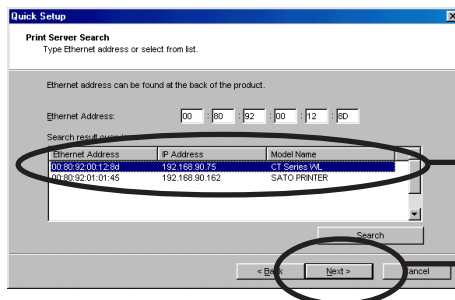 Quick Setup
Print Server Search
Type Ethernet address or select from list.
Ethernet address can be found at the back of the product.
Ethernet Address: 00 : 80 : 92 : 00 : 12 : 8D
Search result
Ethernet Address IP Address Model Name
00:80:92:00:12:8d 192.168.90.75 CT Series WL
00:80:92:01:01:45 192.168.90.162 SATO PRINTER
Search
< Back Next > Cancel